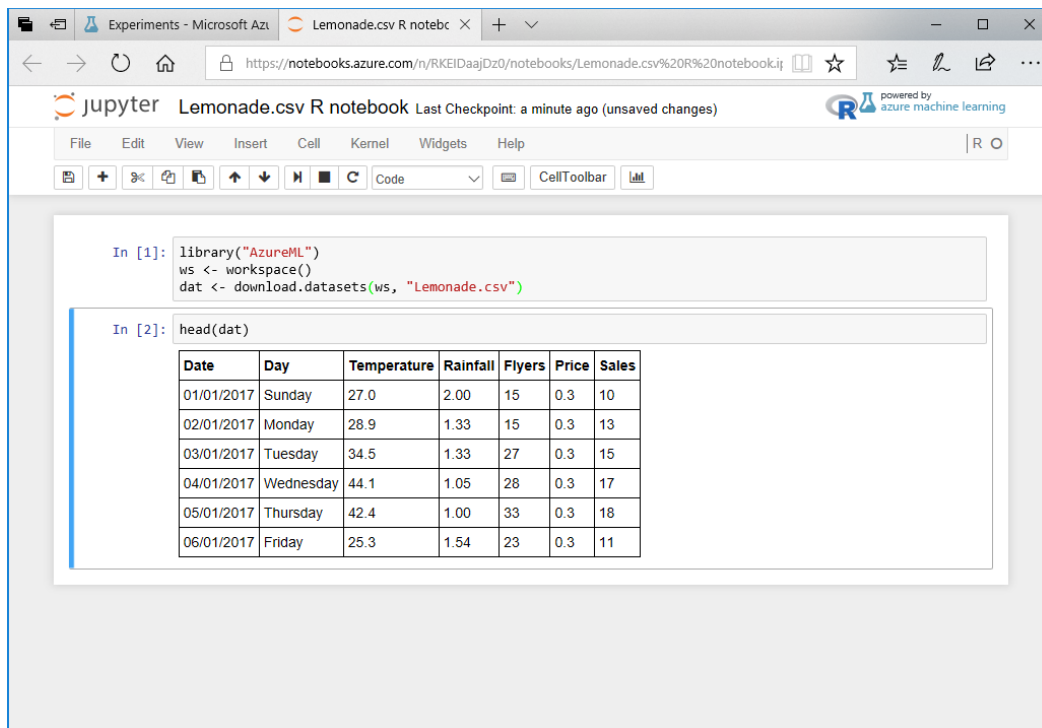 Experiments - Microsoft Azu
Lemonade.csv R notebc
https://notebooks.azure.com/n/RKEIDaajDz0/notebooks/Lemonade.csv%20R%20notebook.ip
jupyter Lemonade.csv R notebook Last Checkpoint: a minute ago (unsaved changes)
R powered by
azure machine learning
File Edit View Insert Cell Kernel Widgets Help R
Code CellToolbar
In [1]: library("AzureML")
ws <- workspace()
dat <- download.datasets(ws, "Lemonade.csv")
In [2]: head(dat)
Date Day Temperature Rainfall Flyers Price Sales
01/01/2017 Sunday 27.0 2.00 15 0.3 10
02/01/2017 Monday 28.9 1.33 15 0.3 13
03/01/2017 Tuesday 34.5 1.33 27 0.3 15
04/01/2017 Wednesday 44.1 1.05 28 0.3 17
05/01/2017 Thursday 42.4 1.00 33 0.3 18
06/01/2017 Friday 25.3 1.54 23 0.3 11